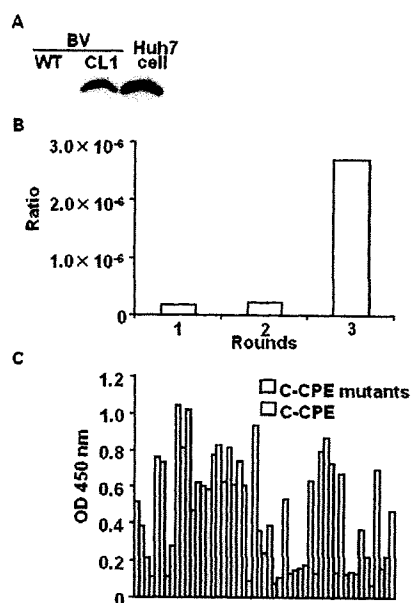 A
BV Huh7
WT CL1 cell
B
3.0×10-6
2.0×10-6
1.0×10-6
0
Ratio
1 2 3
Rounds
C
1.2
1.0
0.8
0.6
0.4
0.2
0
OD 450 nm
C-CPE mutants
C-CPE